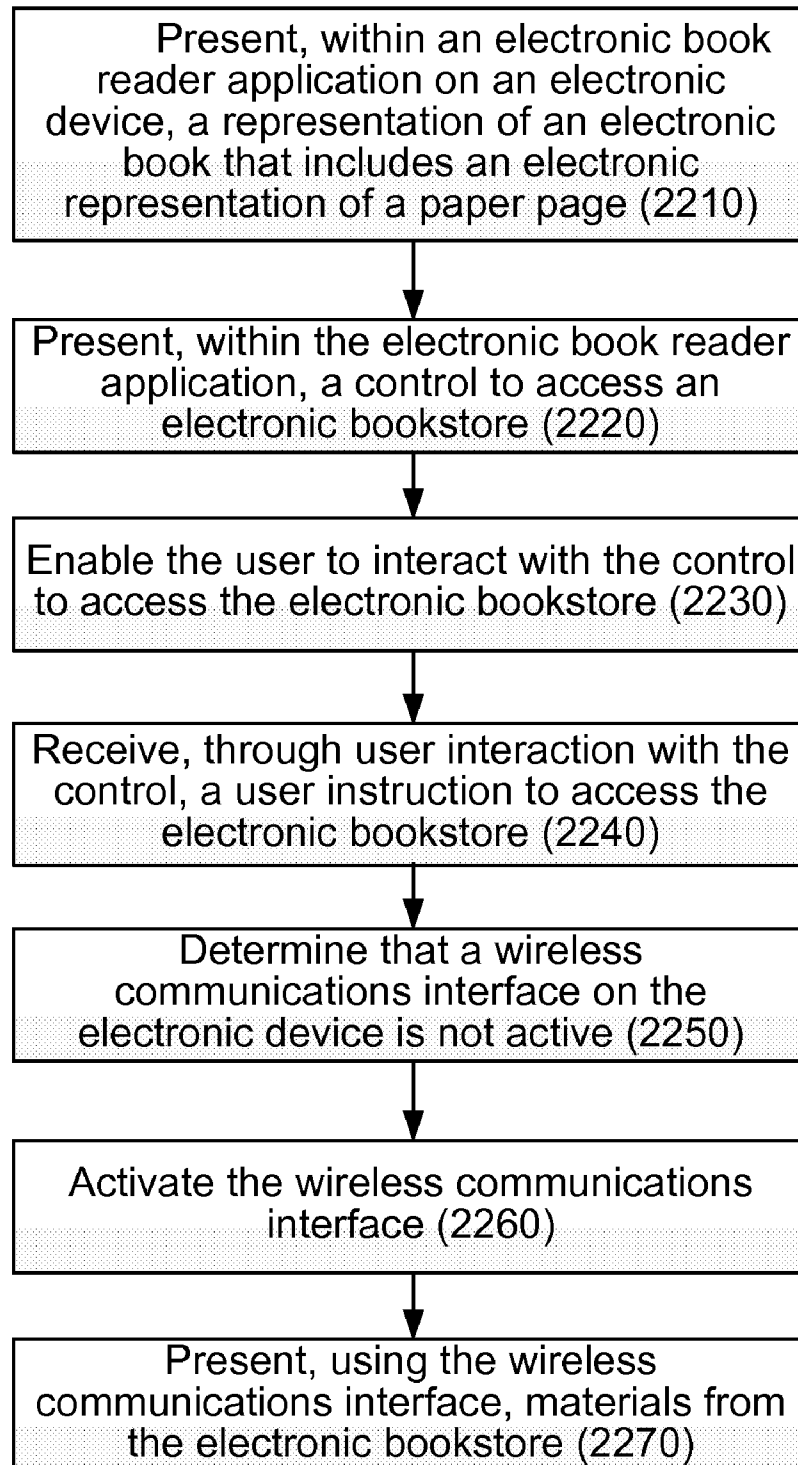 Present, within an electronic book
reader application on an electronic
device, a representation of an electronic
book that includes an electronic
representation of a paper page (2210)
Present, within the electronic book reader
application, a control to access an
electronic bookstore (2220)
Enable the user to interact with the control
to access the electronic bookstore (2230)
Receive, through user interaction with the
control, a user instruction to access the
electronic bookstore (2240)
Determine that a wireless
communications interface on the
electronic device is not active (2250)
Activate the wireless communications
interface (2260)
Present, using the wireless
communications interface, materials from
the electronic bookstore (2270)